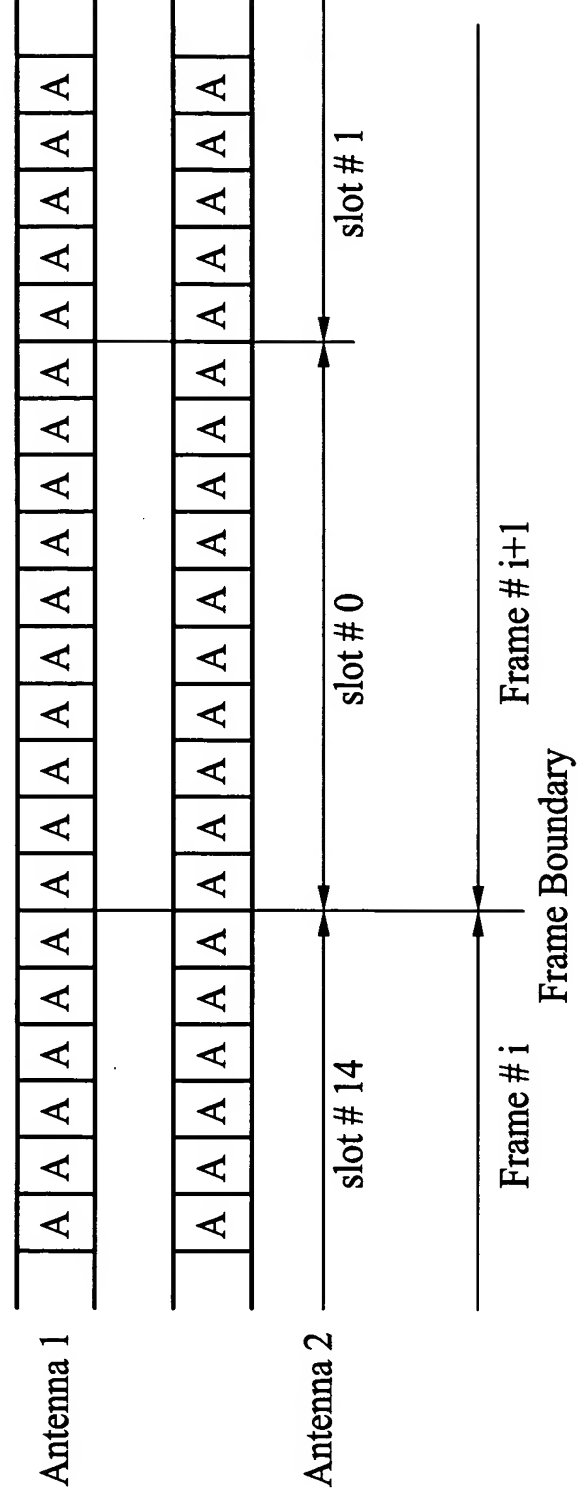 Antenna 1 A A A A A A A A A A A A A A A A A A A A A
A A A A A A A A A A A A A A A A A A A A A
Antenna 2
slot # 14 slot # 0 slot # 1
Frame # i Frame # i+1
Frame Boundary